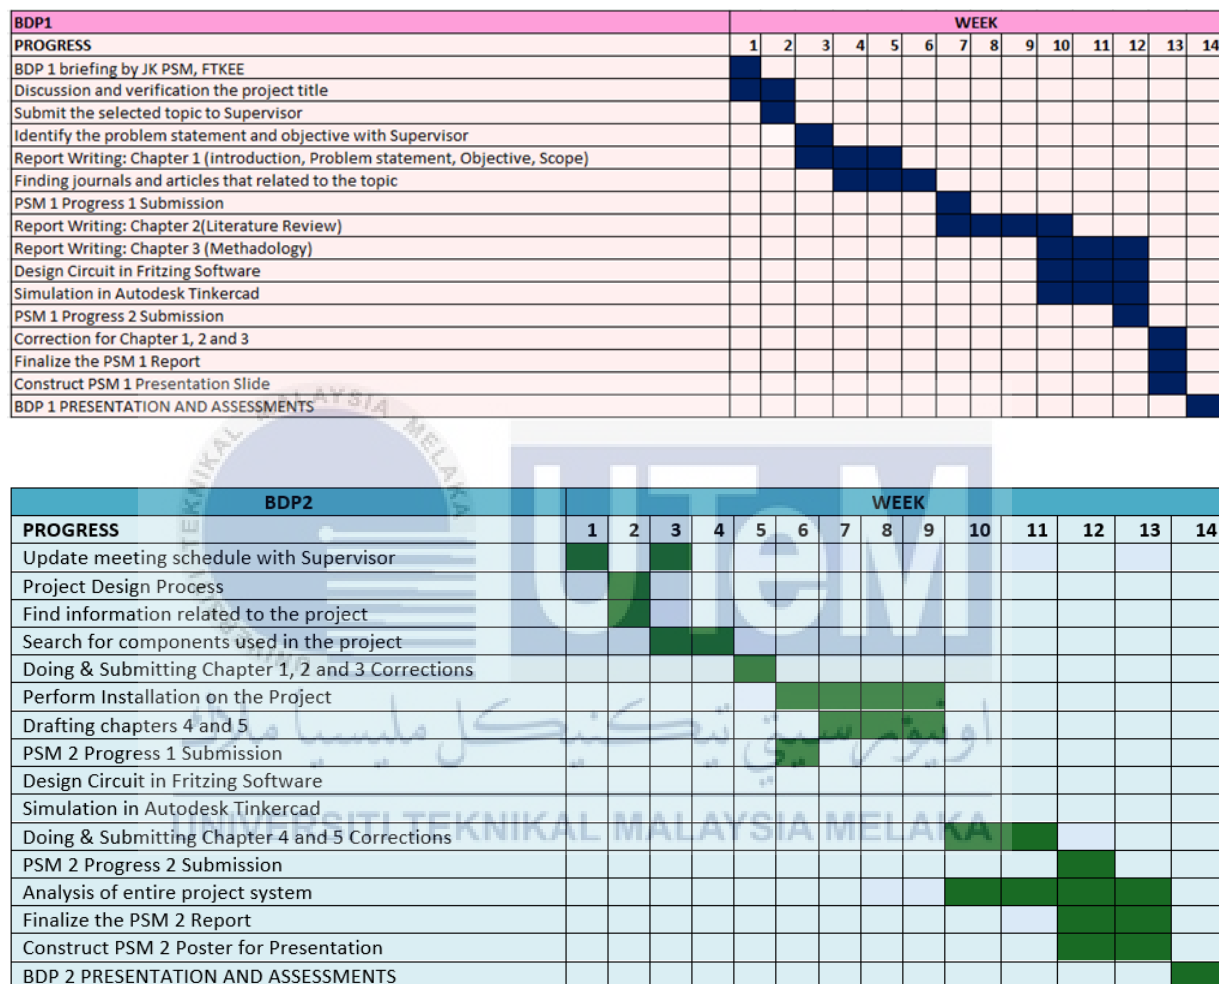 BDP1 WEEK
PROGRESS 1 2 3 4 5 6 7 8 9 10 11 12 13 14
BDP 1 briefing by JK PSM, FTKEE
Discussion and verification the project title
Submit the selected topic to Supervisor
Identify the problem statement and objective with Supervisor
Report Writing: Chapter 1 (introduction, Problem statement, Objective, Scope)
Finding journals and articles that related to the topic
PSM 1 Progress 1 Submission
Report Writing: Chapter 2(Literature Review)
Report Writing: Chapter 3 (Methadology)
Design Circuit in Fritzing Software
Simulation in Autodesk Tinkercad
PSM 1 Progress 2 Submission
Correction for Chapter 1, 2 and 3
Finalize the PSM 1 Report
Construct PSM 1 Presentation Slide
BDP 1 PRESENTATION AND ASSESSMENTS
TEKNIKAL MALAYSIA MELAKA
UTeM
BDP2 WEEK
PROGRESS 1 2 3 4 5 6 7 8 9 10 11 12 13 14
Update meeting schedule with Supervisor
Project Design Process
Find information related to the project
Search for components used in the project
Doing & Submitting Chapter 1, 2 and 3 Corrections
Perform Installation on the Project
Drafting chapters 4 and 5
اونيۏرسيتي تيكنيكل مليسيا ملاك
PSM 2 Progress 1 Submission
Design Circuit in Fritzing Software
Simulation in Autodesk Tinkercad
UNIVERSITI TEKNIKAL MALAYSIA MELAKA
Doing & Submitting Chapter 4 and 5 Corrections
PSM 2 Progress 2 Submission
Analysis of entire project system
Finalize the PSM 2 Report
Construct PSM 2 Poster for Presentation
BDP 2 PRESENTATION AND ASSESSMENTS